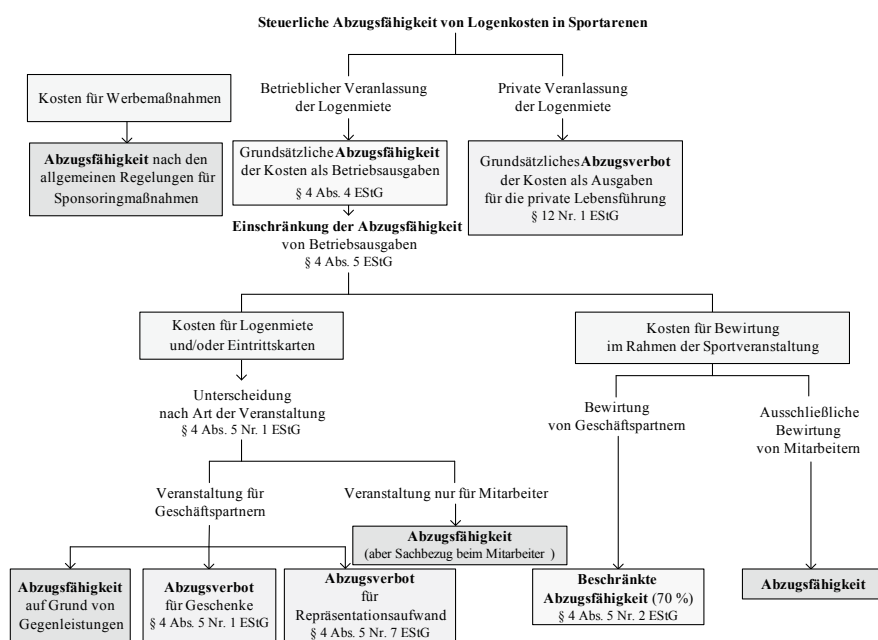 Steuerliche Abzugsfähigkeit von Logenkosten in Sportarenen
Kosten für Werbemaßnahmen
Abzugsfähigkeit nach den
allgemeinen Regelungen für
Sponsoringmaßnahmen
Betrieblicher Veranlassung
der Logenmiete
Private Veranlassung
der Logenmiete
Grundsätzliche Abzugsfähigkeit
der Kosten als Betriebsausgaben
§ 4 Abs. 4 EStG
Grundsätzliches Abzugsverbot
der Kosten als Ausgaben
für die private Lebensführung
§ 12 Nr. 1 EStG
Einschränkung der Abzugsfähigkeit
von Betriebsausgaben
§ 4 Abs. 5 EStG
Kosten für Logenmiete
und/oder Eintrittskarten
Kosten für Bewirtung
im Rahmen der Sportveranstaltung
Unterscheidung
nach Art der Veranstaltung
§ 4 Abs. 5 Nr. 1 EStG
Bewirtung
von Geschäftspartnern
Ausschließliche
Bewirtung
von Mitarbeitern
Veranstaltung für
Geschäftspartnern
Veranstaltung nur für Mitarbeiter
Abzugsfähigkeit
(aber Sachbezug beim Mitarbeiter )
Abzugsfähigkeit
auf Grund von
Gegenleistungen
Abzugsverbot
für Geschenke
§ 4 Abs. 5 Nr. 1 EStG
Abzugsverbot
für
Repräsentationsaufwand
§ 4 Abs. 5 Nr. 7 EStG
Beschränkte
Abzugsfähigkeit (70 %)
§ 4 Abs. 5 Nr. 2 EStG
Abzugsfähigkeit